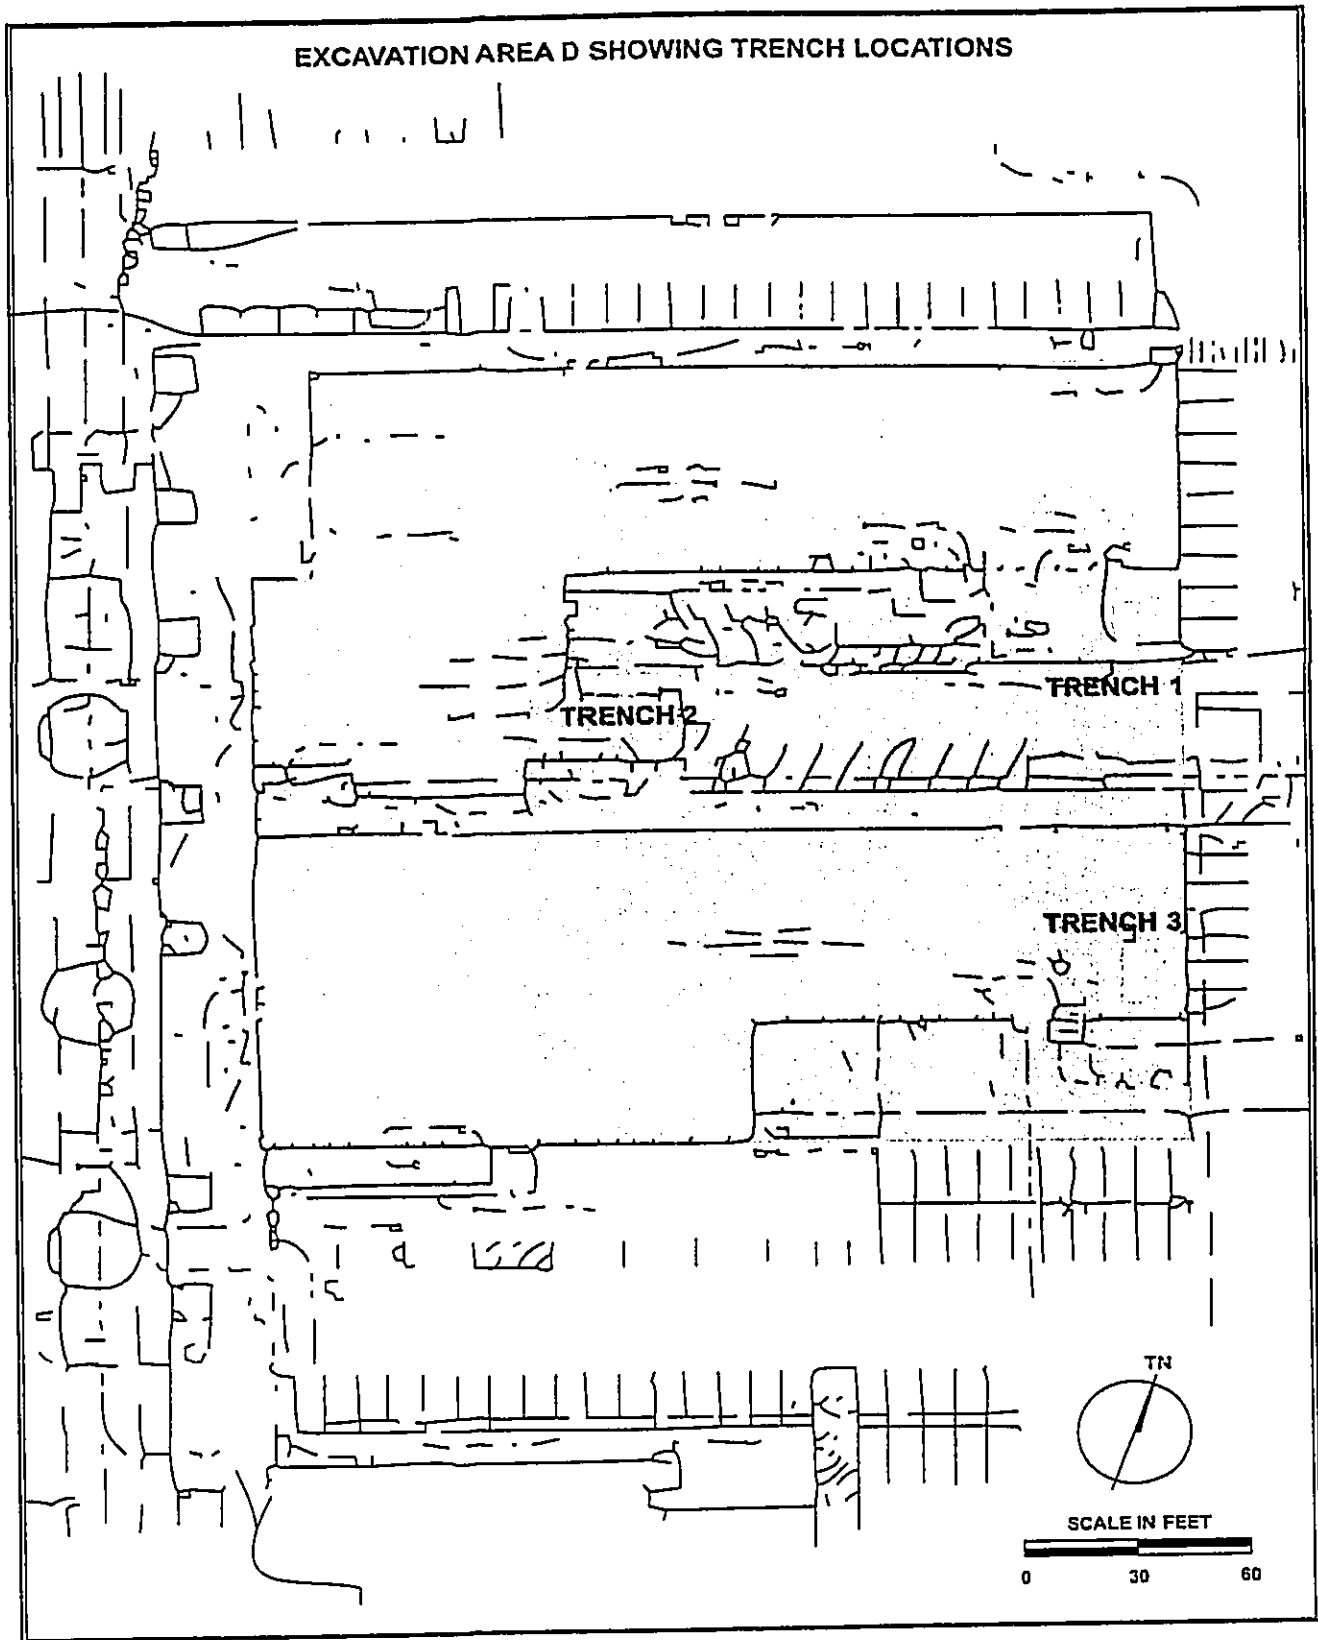 EXCAVATION AREA D SHOWING TRENCH LOCATIONS
TRENCH 1
TRENCH 2
TRENCH 3
TN
SCALE IN FEET
0 30 60